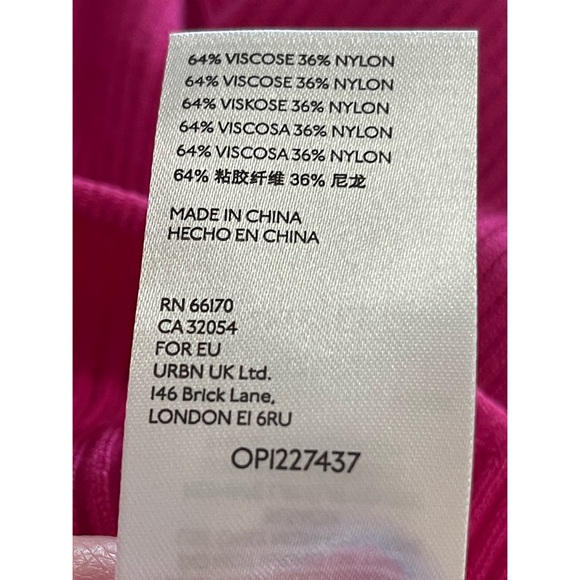 64% VISCOSE 36% NYLON
64% VISCOSE 36% NYLON
64% VISKOSE 36% NYLON
64% VISCOSA 36% NYLON
64% VISCOSA 36% NYLON
64% 粘胶纤维 36% 尼龙
MADE IN CHINA
HECHO EN CHINA
RN 66170
CA 32054
FOR EU
URBN UK Ltd.
146 Brick Lane,
LONDON E1 6RU
OP1227437